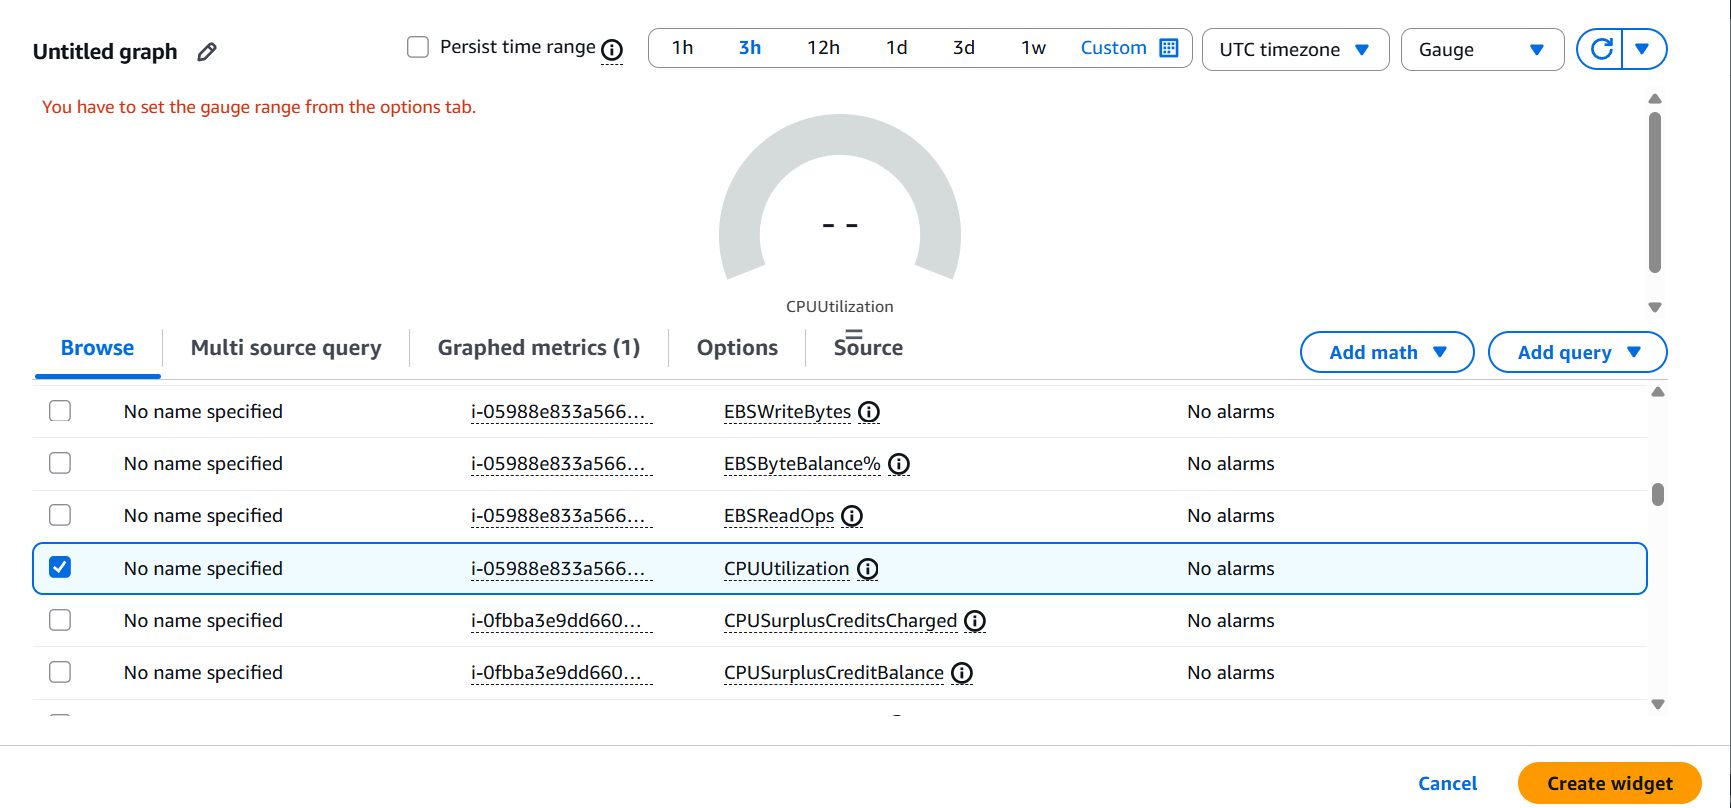 Untitled graph
Persist time range
1h 3h 12h 1d 3d 1w Custom
UTC timezone
Gauge
You have to set the gauge range from the options tab.
--
CPUUtilization
Browse
Multi source query
Graphed metrics (1)
Options
Source
Add math
Add query
No name specified i-05988e833a566... EBSWriteBytes No alarms
No name specified i-05988e833a566... EBSByteBalance% No alarms
No name specified i-05988e833a566... EBSReadOps No alarms
No name specified i-05988e833a566... CPUUtilization No alarms
No name specified i-0fbba3e9dd660... CPUSurplusCreditsCharged No alarms
No name specified i-0fbba3e9dd660... CPUSurplusCreditBalance No alarms
Cancel
Create widget